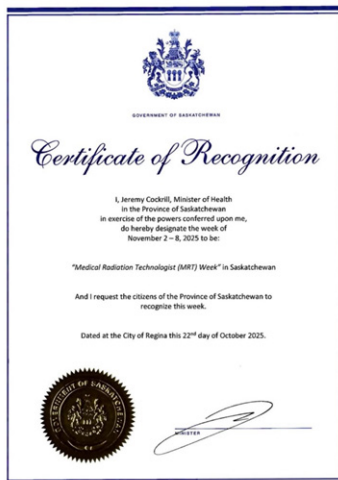 GOVERNMENT OF SASKATCHEWAN
Certificate of Recognition
I, Jeremy Cockrill, Minister of Health
in the Province of Saskatchewan
in exercise of the powers conferred upon me,
do hereby designate the week of
November 2 – 8, 2025 to be:
"Medical Radiation Technologist (MRT) Week" in Saskatchewan
And I request the citizens of the Province of Saskatchewan to
recognize this week.
Dated at the City of Regina this 22nd day of October 2025.
GOVERNMENT OF SASKATCHEWAN
MINISTER